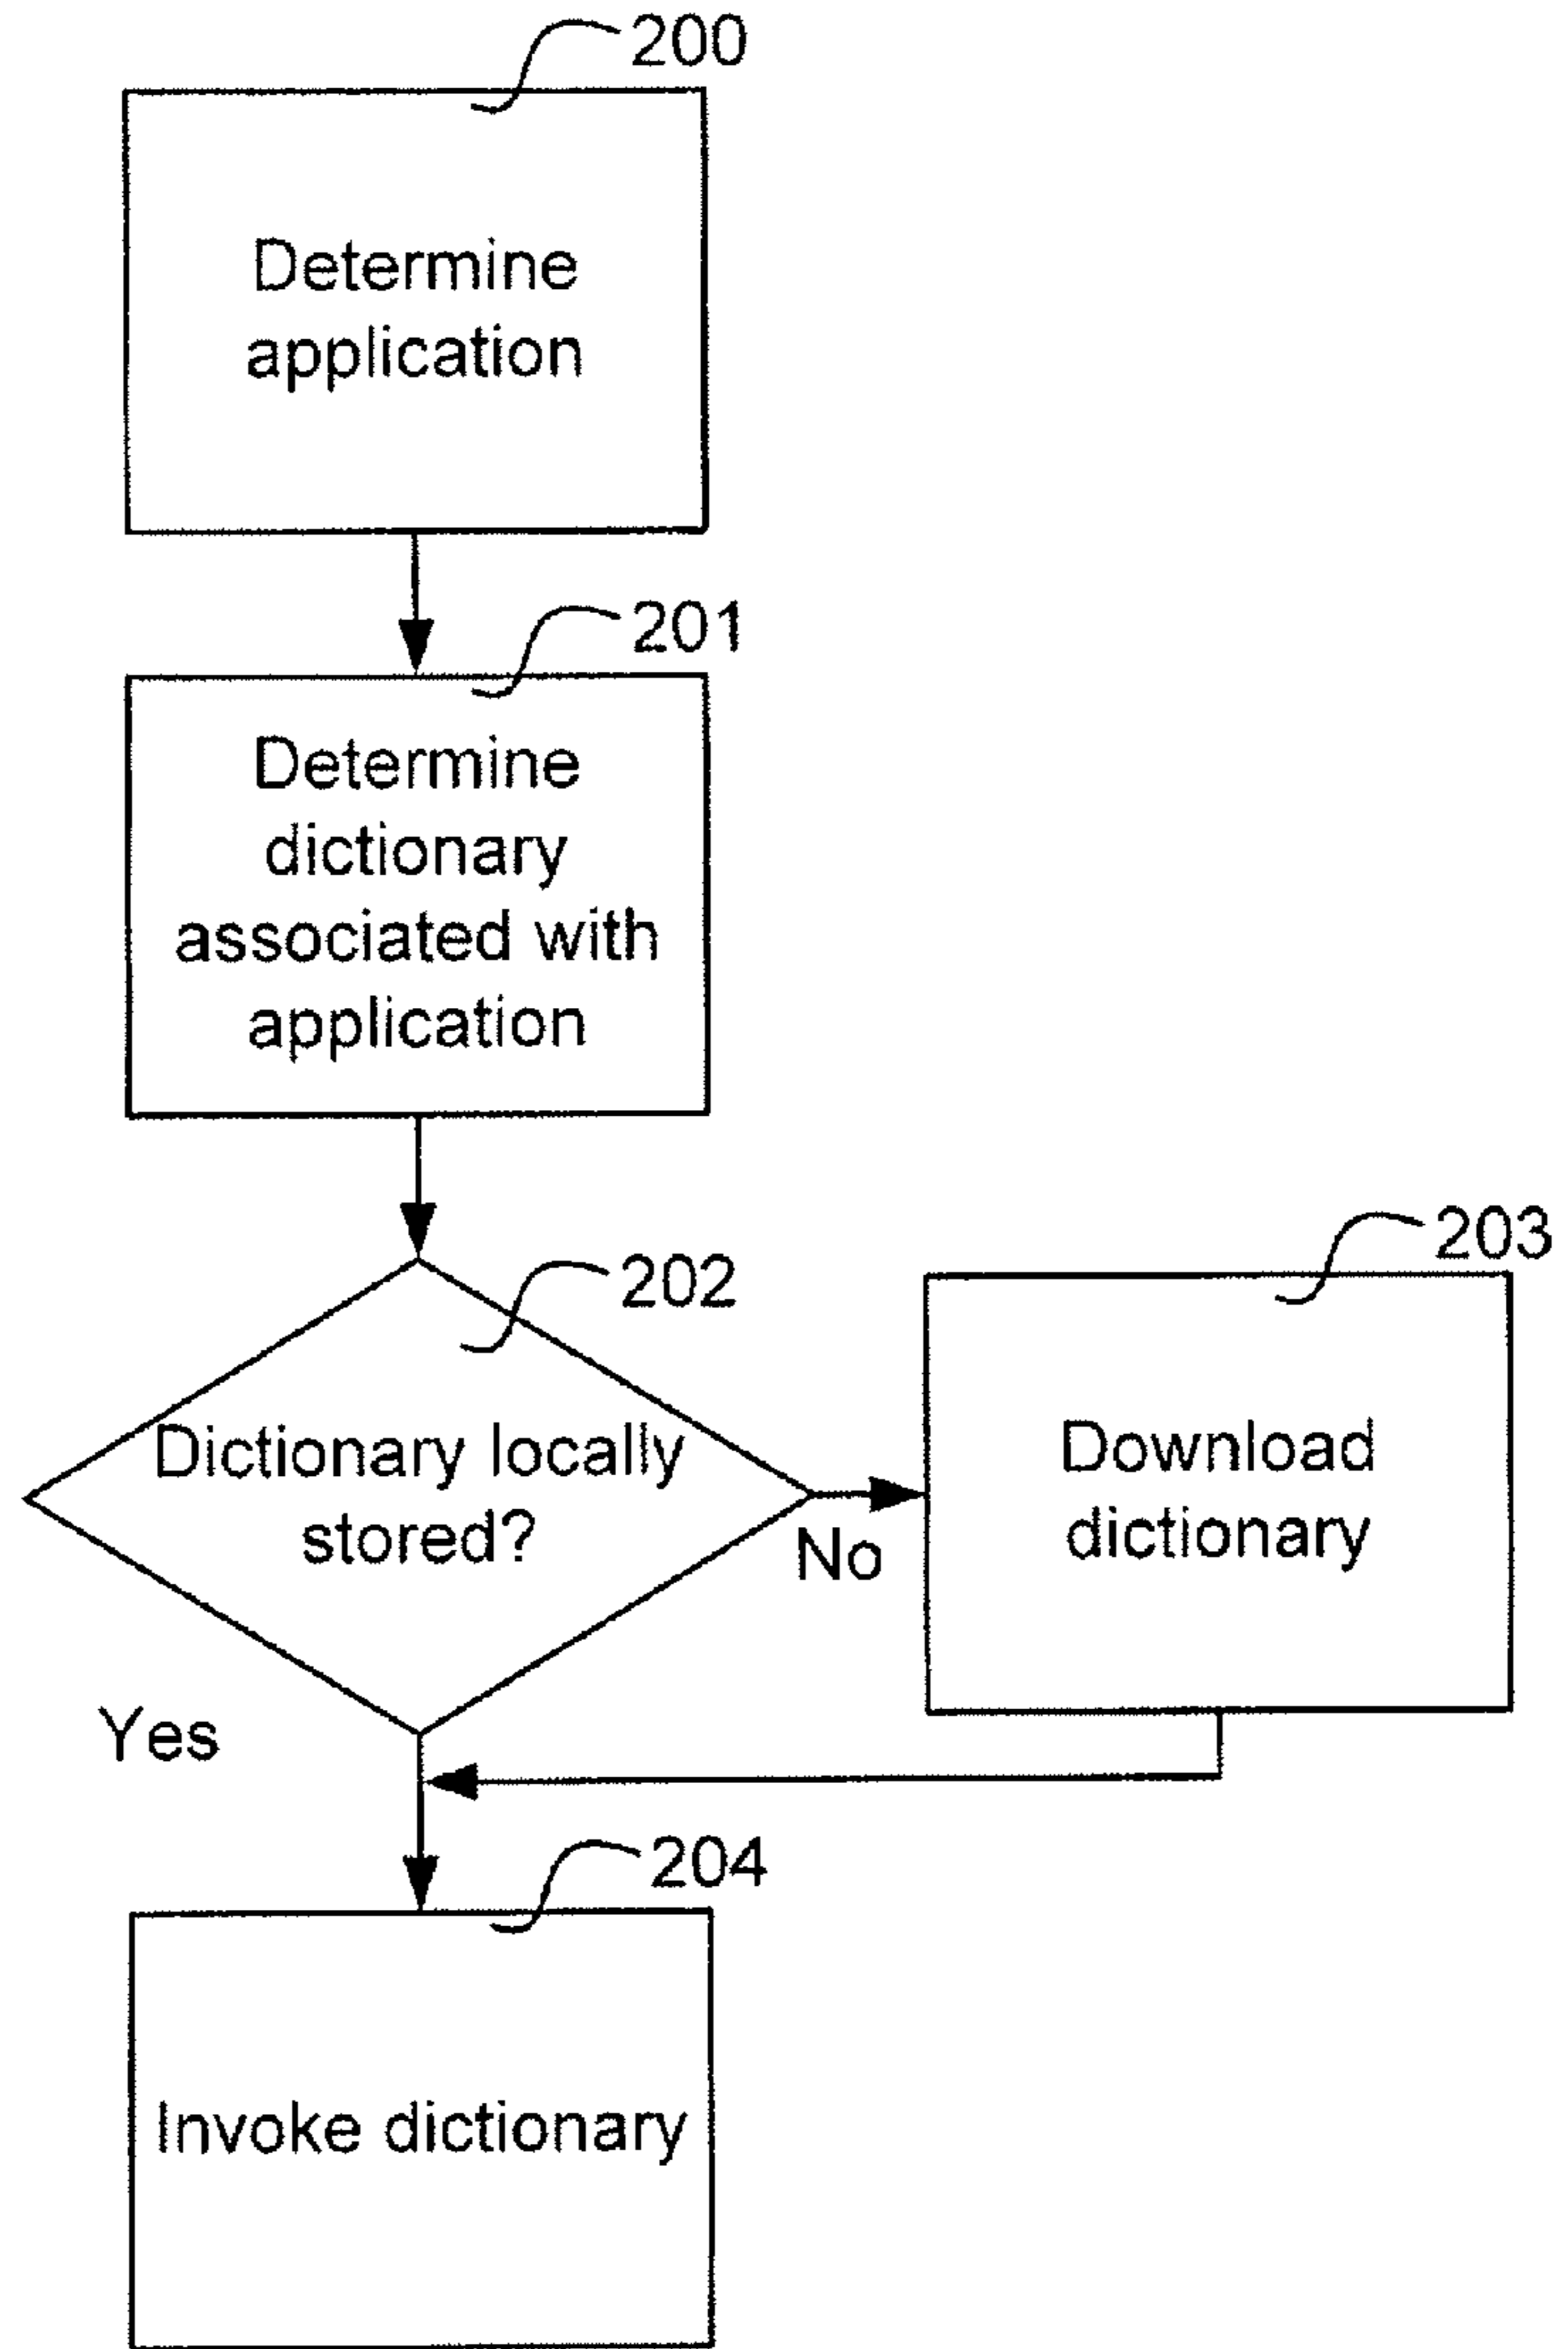 200
Determine
application
201
Determine
dictionary
associated with
application
202
Dictionary locally
stored?
No
203
Download
dictionary
Yes
204
Invoke dictionary